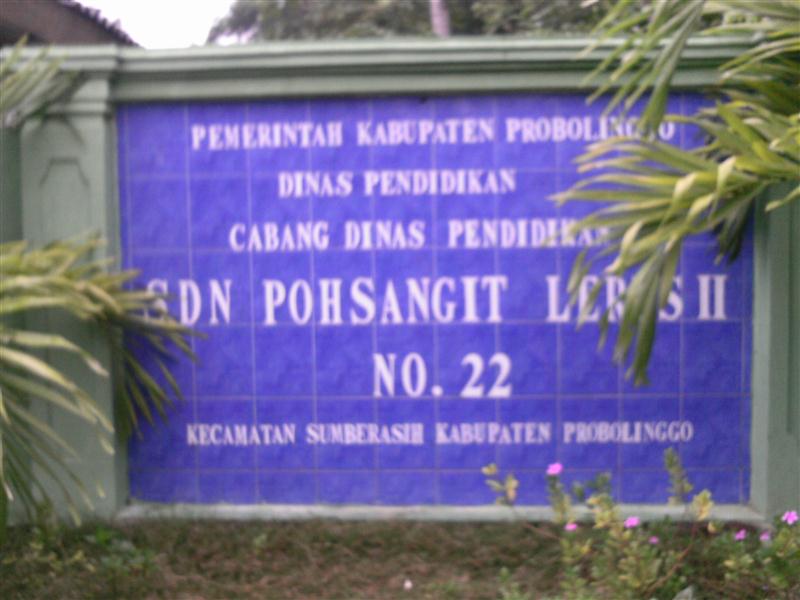 PEMERINTAH KABUPATEN PROBOLINGGO
DINAS PENDIDIKAN
CABANG DINAS PENDIDIKAN
SDN POHSANGIT LERES II
NO. 22
KECAMATAN SUMBERASIH KABUPATEN PROBOLINGGO